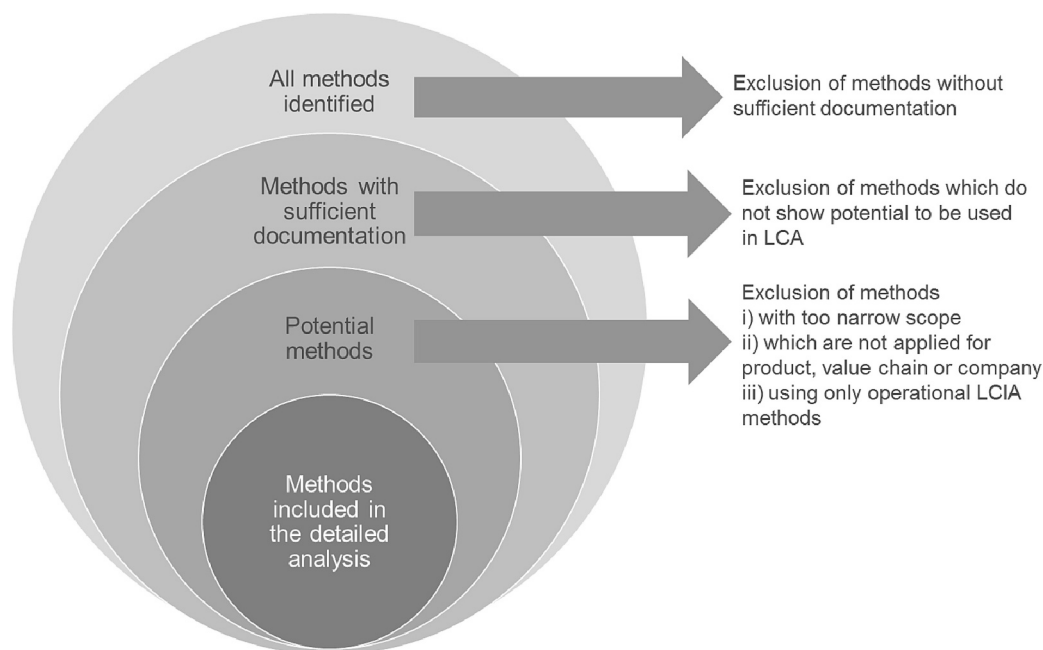 All methods
identified
Exclusion of methods without
sufficient documentation
Methods with
sufficient
documentation
Exclusion of methods which do
not show potential to be used
in LCA
Potential
methods
Exclusion of methods
i) with too narrow scope
ii) which are not applied for
product, value chain or company
iii) using only operational LCIA
methods
Methods
included in
the detailed
analysis